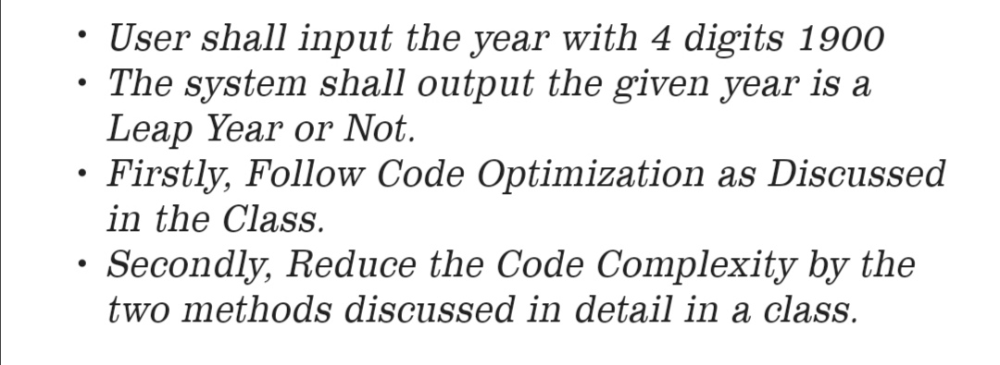 • User shall input the year with 4 digits 1900
• The system shall output the given year is a
Leap Year or Not.
• Firstly, Follow Code Optimization as Discussed
in the Class.
• Secondly, Reduce the Code Complexity by the
two methods discussed in detail in a class.